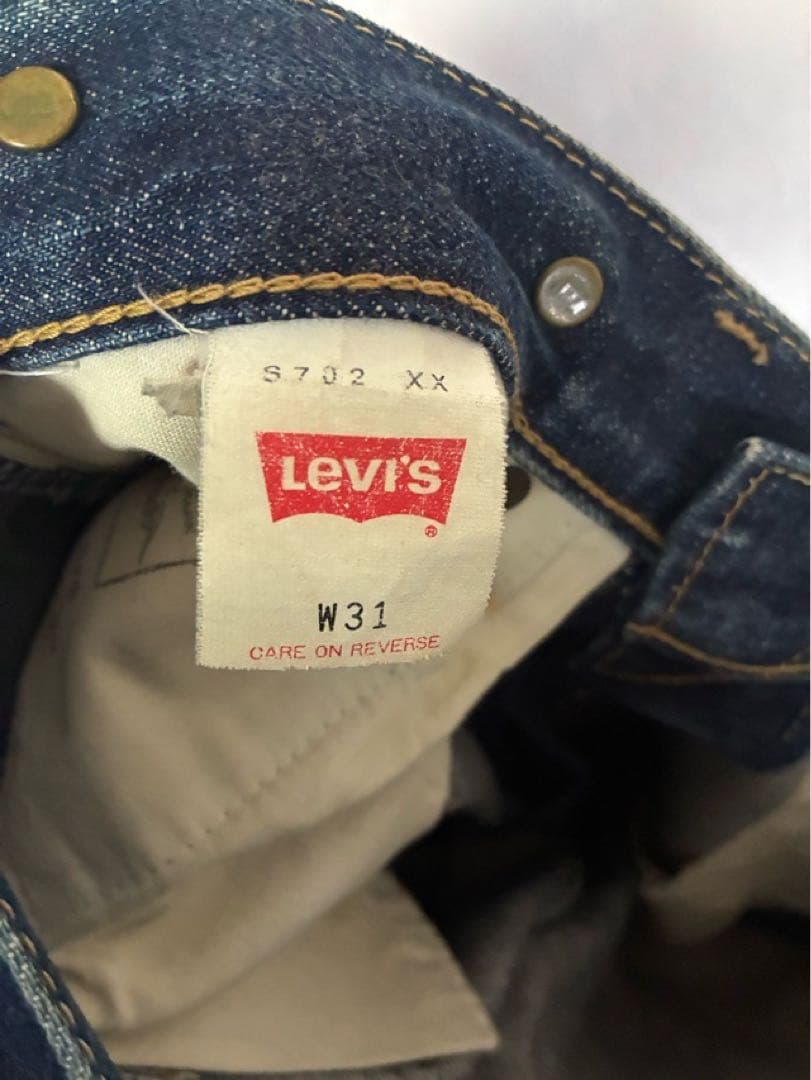 S702 XX
LEVI'S
®
W31
CARE ON REVERSE